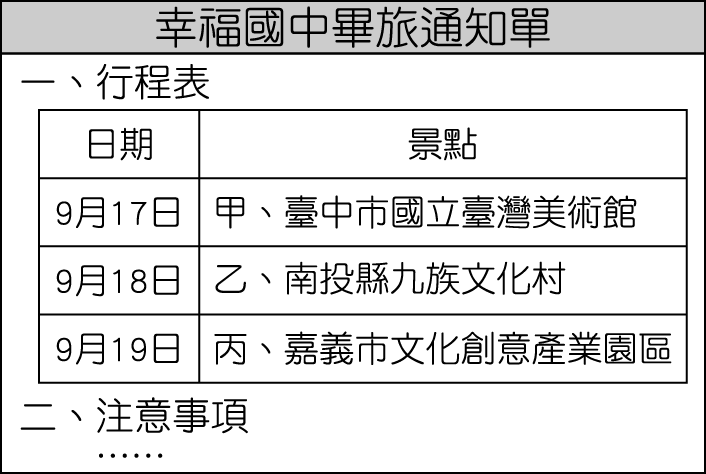 幸福國中畢旅通知單
一、行程表
日期 景點
9月17日 甲、臺中市國立臺灣美術館
9月18日 乙、南投縣九族文化村
9月19日 丙、嘉義市文化創意產業園區
二、注意事項
……